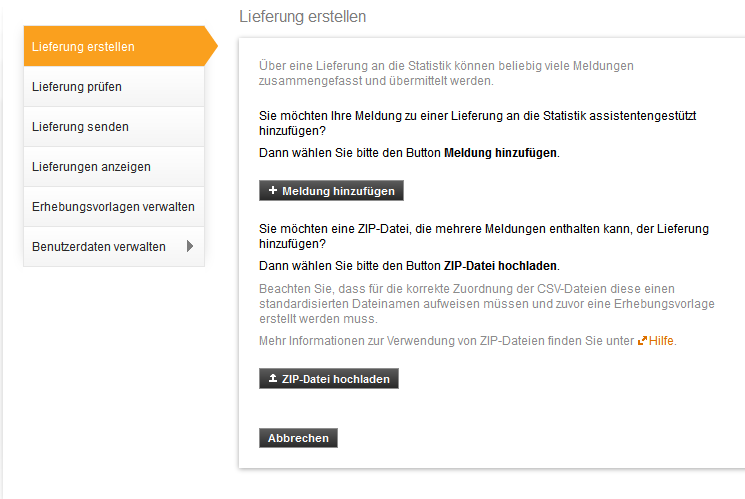 Lieferung erstellen
Lieferung prüfen
Lieferung senden
Lieferungen anzeigen
Erhebungsvorlagen verwalten
Benutzerdaten verwalten
Lieferung erstellen
Über eine Lieferung an die Statistik können beliebig viele Meldungen
zusammengefasst und übermittelt werden.
Sie möchten Ihre Meldung zu einer Lieferung an die Statistik assistentengestützt
hinzufügen?
Dann wählen Sie bitte den Button Meldung hinzufügen.
Meldung hinzufügen
Sie möchten eine ZIP-Datei, die mehrere Meldungen enthalten kann, der Lieferung
hinzufügen?
Dann wählen Sie bitte den Button ZIP-Datei hochladen.
Beachten Sie, dass für die korrekte Zuordnung der CSV-Dateien diese einen
standardisierten Dateinamen aufweisen müssen und zuvor eine Erhebungsvorlage
erstellt werden muss.
Mehr Informationen zur Verwendung von ZIP-Dateien finden Sie unter Hilfe.
ZIP-Datei hochladen
Abbrechen